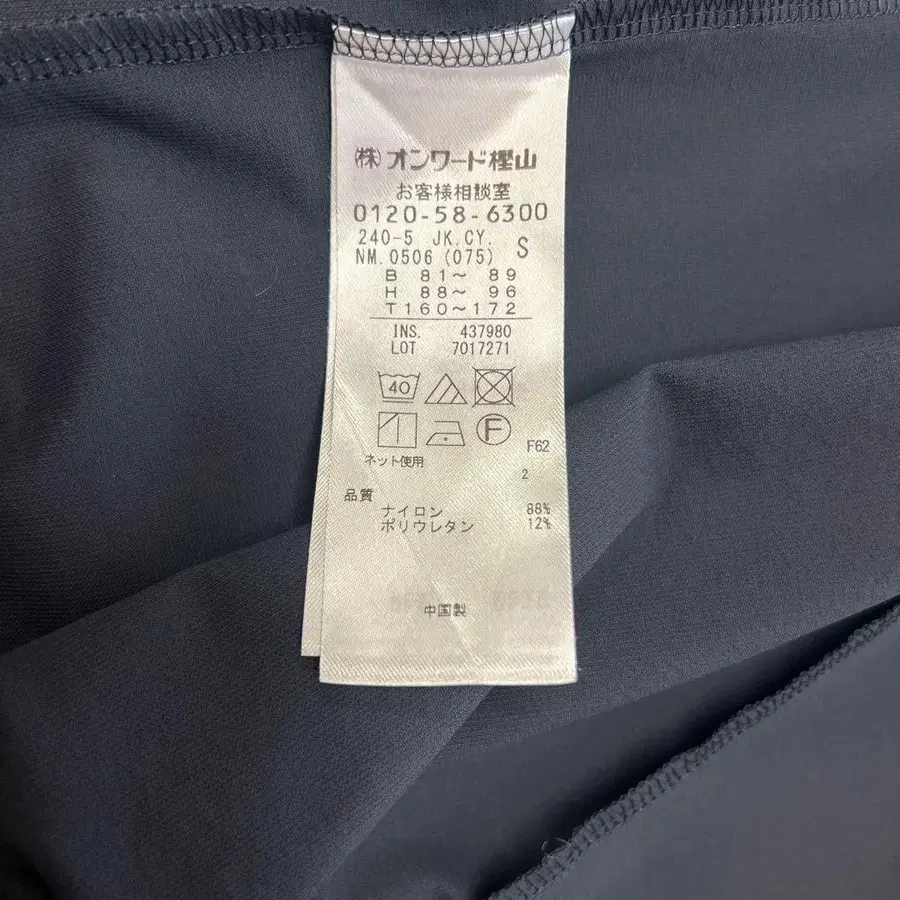 (株)オンワード樫山
お客様相談室
0120-58-6300
240-5 JK.CY. S
NM.0506 (075)
B 81～ 89
H 88～ 96
T160～172
INS. 437980
LOT 7017271
40
F
F62
ネット使用
2
品質
ナイロン 88%
ポリウレタン 12%
中国製